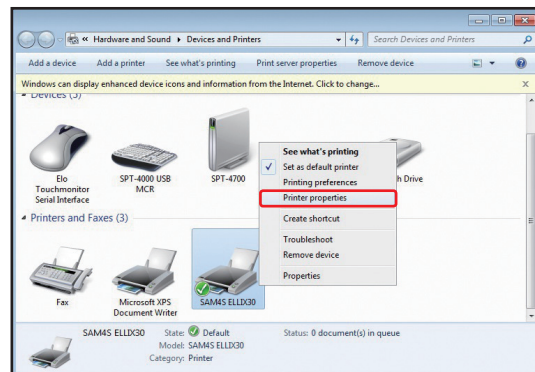 « Hardware and Sound ▸ Devices and Printers
Search Devices and Printers
Add a device Add a printer See what's printing Print server properties Remove device
Windows can display enhanced device icons and information from the Internet. Click to change...
x
Devices (5)
Elo Touchmonitor Serial Interface
SPT-4000 USB MCR
SPT-4700
h Drive
See what's printing
Set as default printer
Printing preferences
Printer properties
Create shortcut
Troubleshoot
Remove device
Properties
Printers and Faxes (3)
Fax
Microsoft XPS Document Writer
SAM4S ELLIX30
SAM4S ELLIX30 State: Default Status: 0 document(s) in queue
Model: SAM4S ELLIX30
Category: Printer